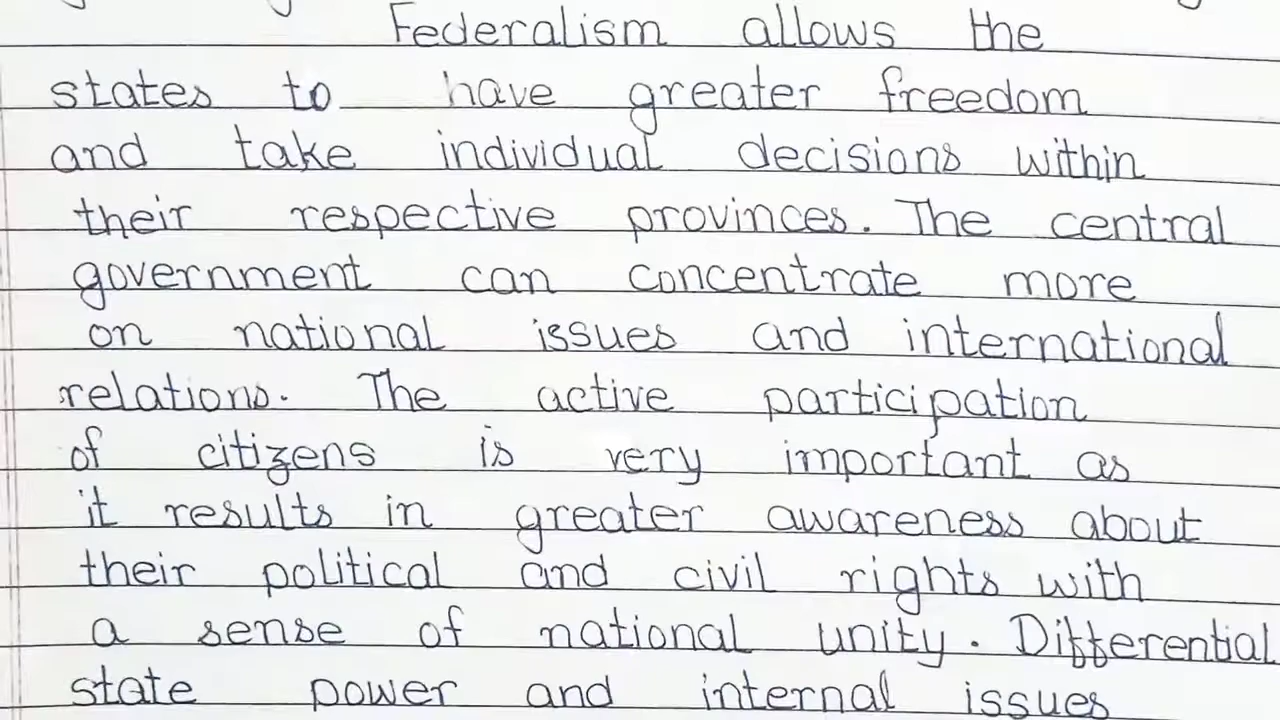 Federalism allows the
states to have greater freedom
and take individual decisions within
their respective provinces. The central
government can concentrate more
on national issues and international
relations. The active participation
of citizens is very important as
it results in greater awareness about
their political and civil rights with
a sense of national unity. Differential
state power and internal issues